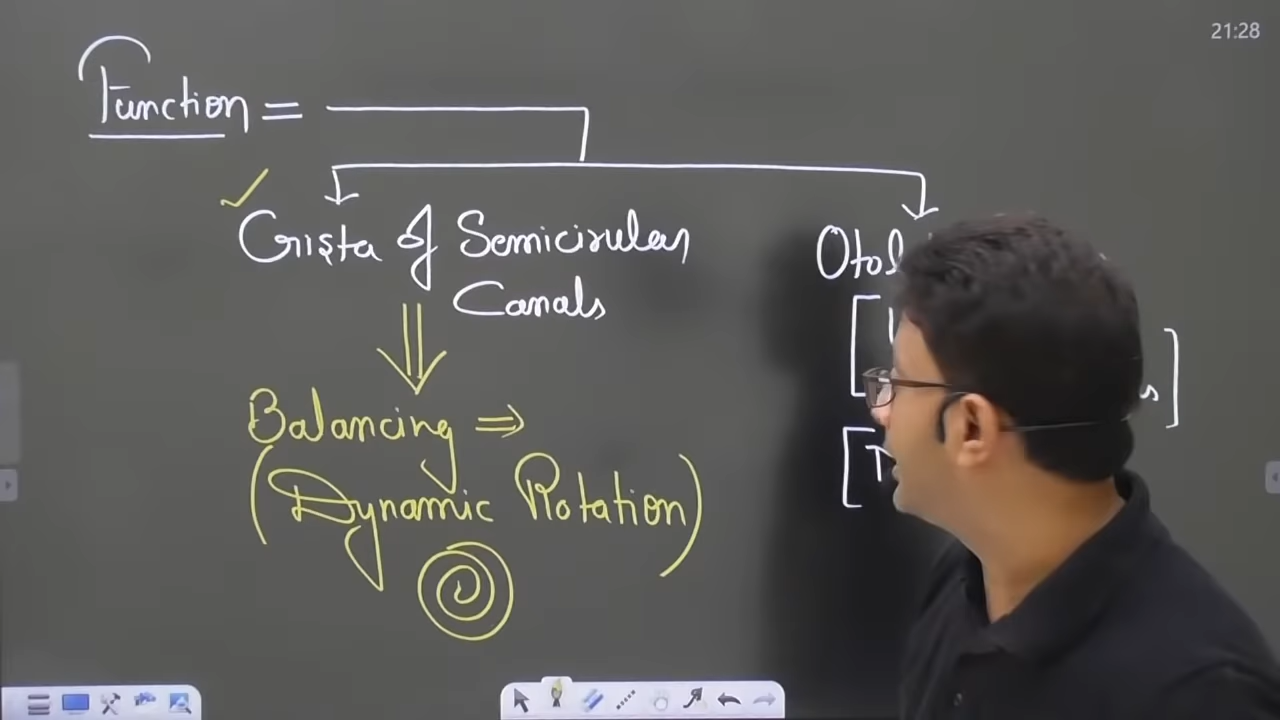 21:28
Function =
Crista of Semicirular
Canals
Balancing ⇒
(Dynamic Rotation)